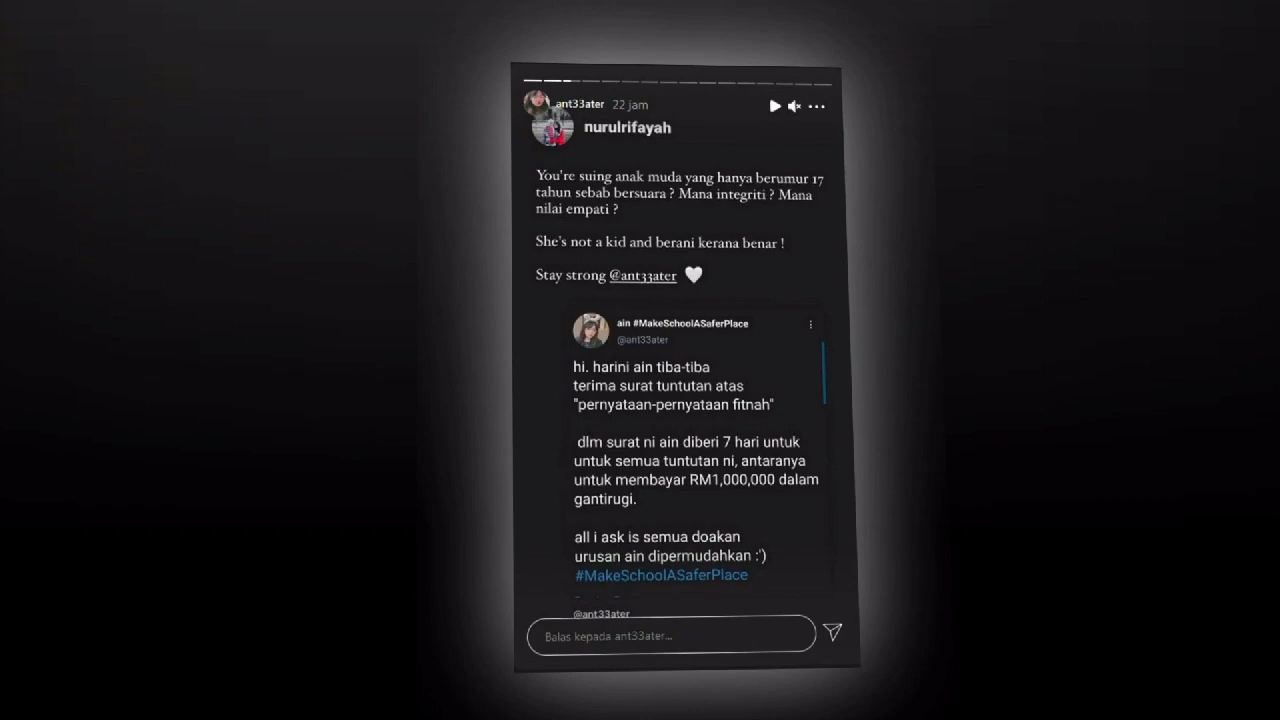 ant33ater 22 jam
nurulrifayah
You're suing anak muda yang hanya berumur 17
tahun sebab bersuara ? Mana integriti ? Mana
nilai empati ?
She's not a kid and berani kerana benar !
Stay strong @ant33ater
ain #MakeSchoolASaferPlace
@ant33ater
hi. harini ain tiba-tiba
terima surat tuntutan atas
"pernyataan-pernyataan fitnah"
dlm surat ni ain diberi 7 hari untuk
untuk semua tuntutan ni, antaranya
untuk membayar RM1,000,000 dalam
gantirugi.
all i ask is semua doakan
urusan ain dipermudahkan :')
#MakeSchoolASaferPlace
@ant33ater
Balas kepada ant33ater...